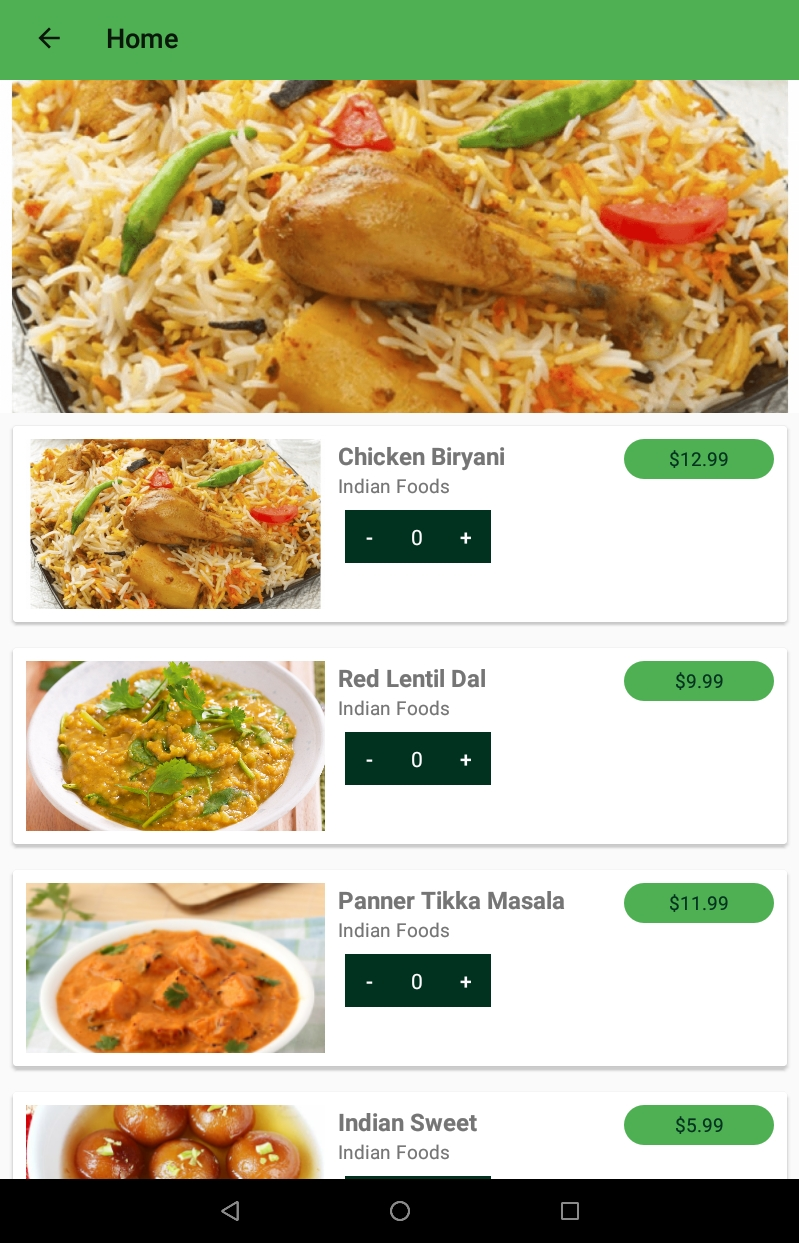 Home
Chicken Biryani
$12.99
Indian Foods
- 0 +
Red Lentil Dal
$9.99
Indian Foods
- 0 +
Panner Tikka Masala
$11.99
Indian Foods
- 0 +
Indian Sweet
$5.99
Indian Foods